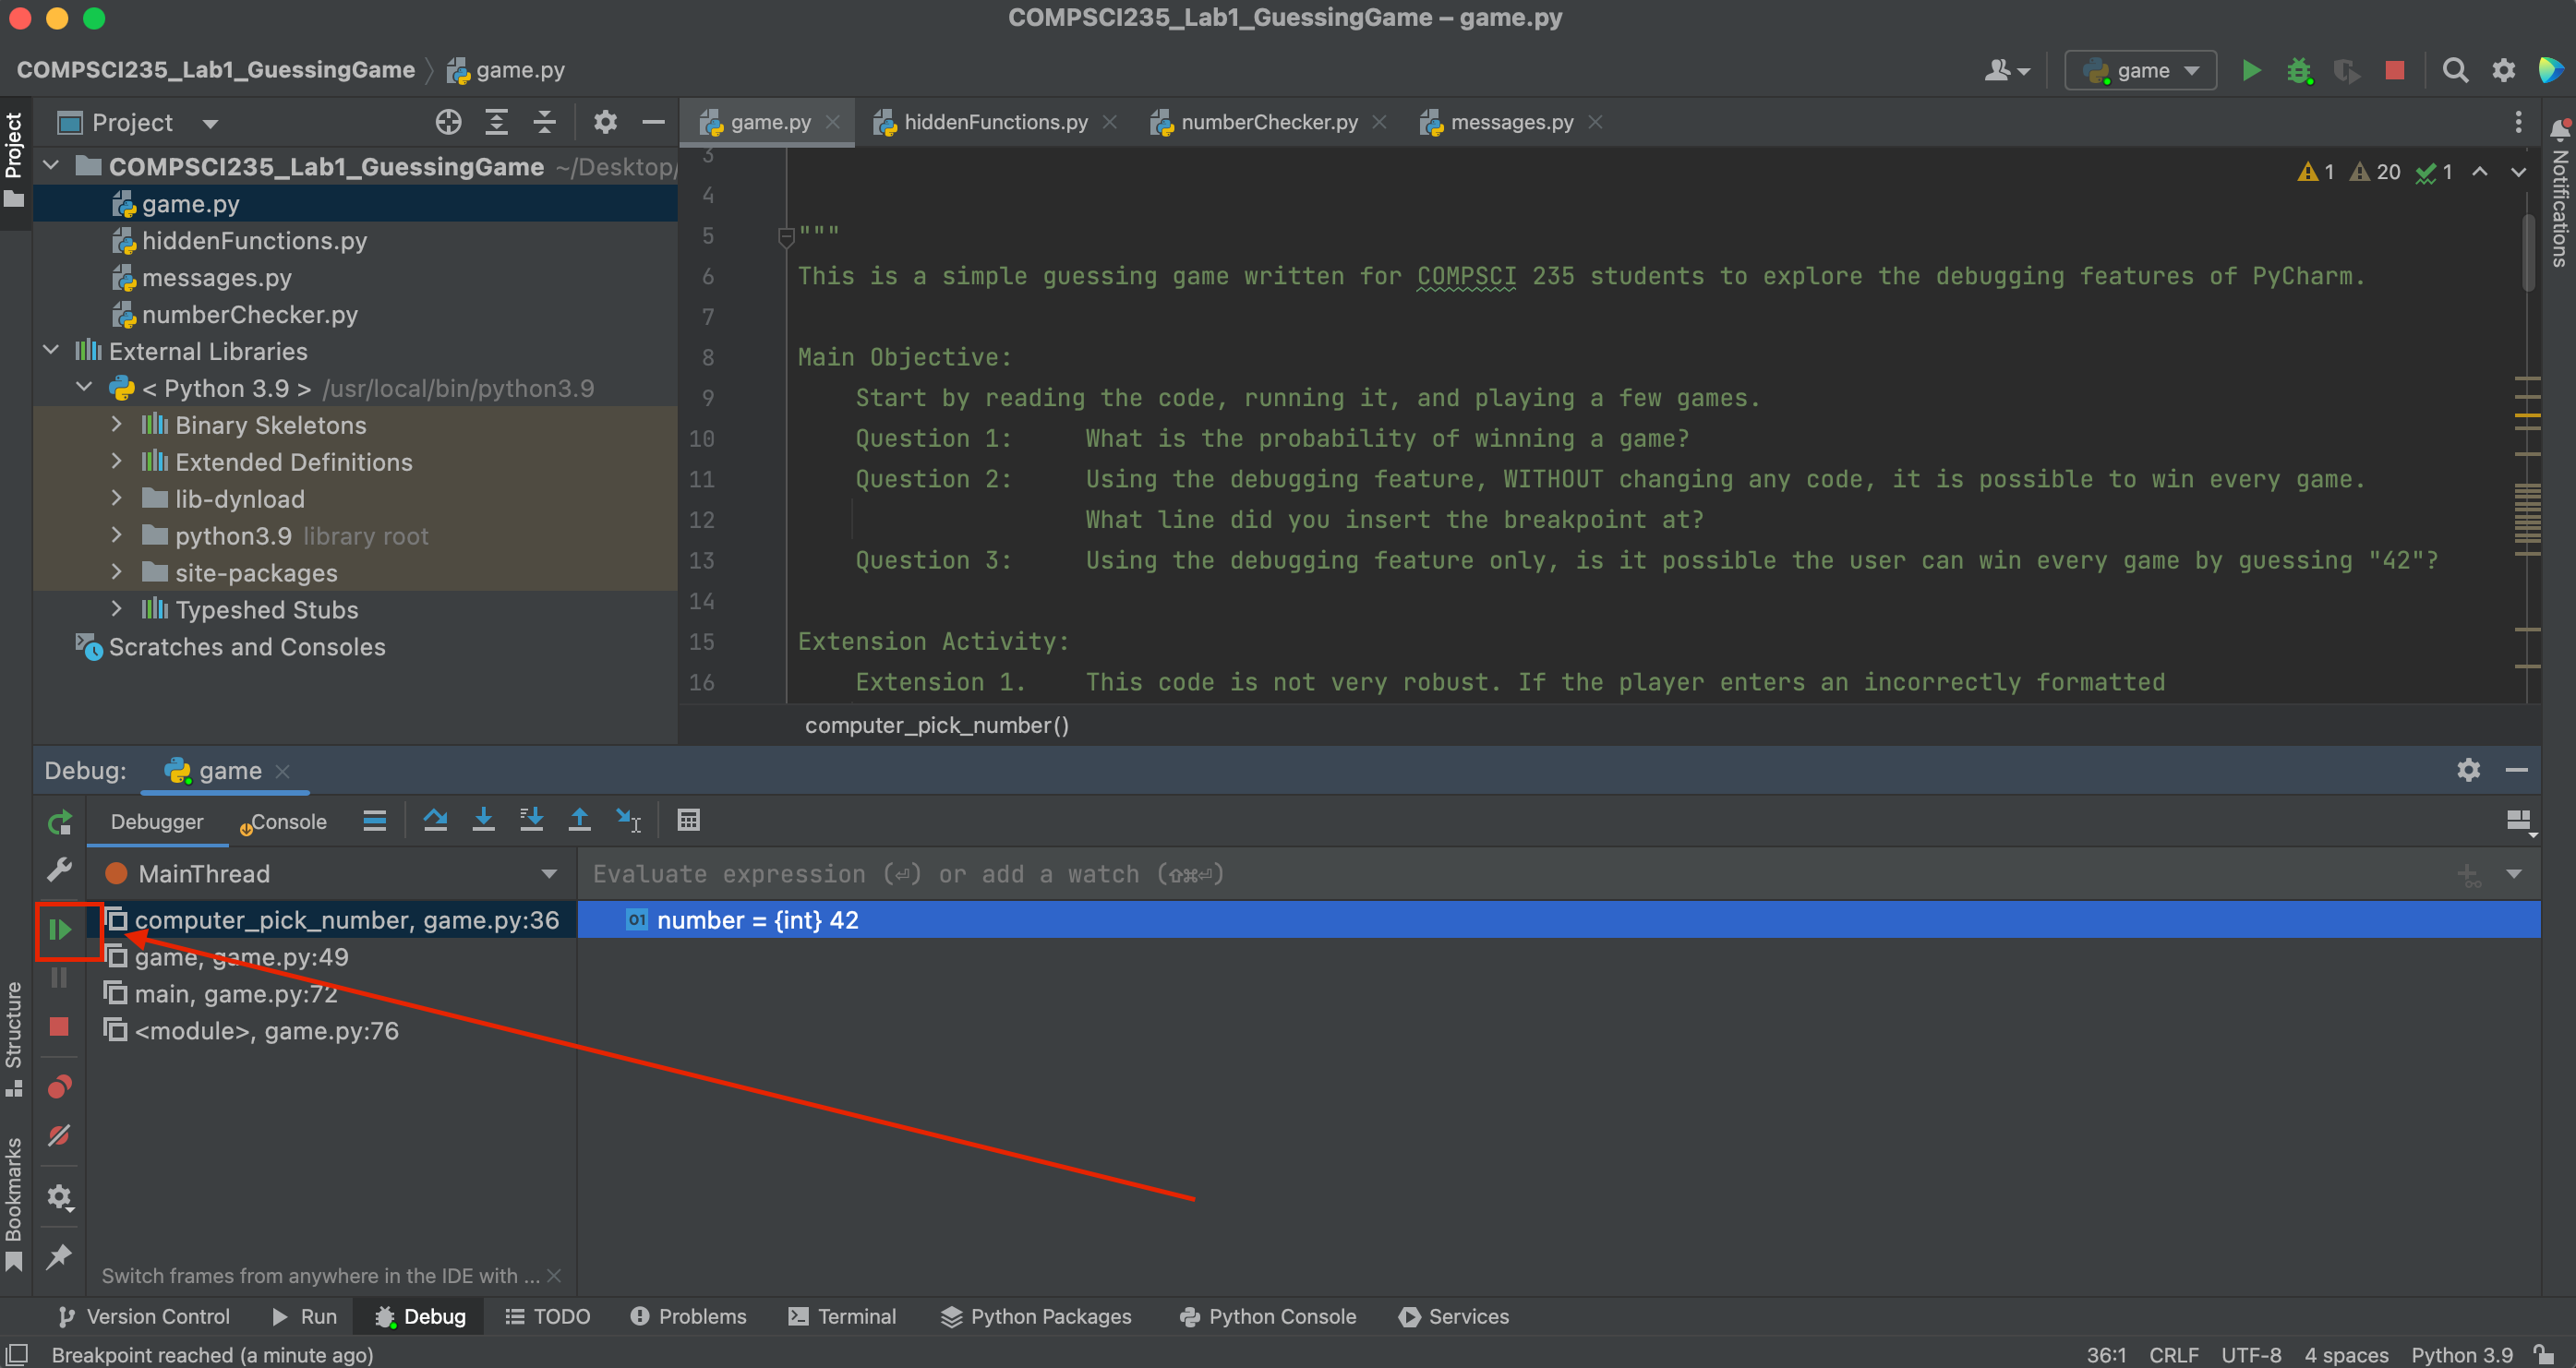 COMPSCI235_Lab1_GuessingGame – game.py
COMPSCI235_Lab1_GuessingGame game.py
game
Project
game.py hiddenFunctions.py numberChecker.py messages.py
Project
COMPSCI235_Lab1_GuessingGame ~/Desktop/
game.py
hiddenFunctions.py
messages.py
numberChecker.py
External Libraries
< Python 3.9 > /usr/local/bin/python3.9
Binary Skeletons
Extended Definitions
lib-dynload
python3.9 library root
site-packages
Typeshed Stubs
Scratches and Consoles
1 20 1
Notifications
3
4
5 """
6 This is a simple guessing game written for COMPSCI 235 students to explore the debugging features of PyCharm.
7
8 Main Objective:
9 Start by reading the code, running it, and playing a few games.
10 Question 1: What is the probability of winning a game?
11 Question 2: Using the debugging feature, WITHOUT changing any code, it is possible to win every game.
12 What line did you insert the breakpoint at?
13 Question 3: Using the debugging feature only, is it possible the user can win every game by guessing "42"?
14
15 Extension Activity:
16 Extension 1. This code is not very robust. If the player enters an incorrectly formatted
computer_pick_number()
Debug: game
Debugger Console
MainThread
Evaluate expression (⏎) or add a watch (⇧⌘⏎)
computer_pick_number, game.py:36
01 number = {int} 42
game, game.py:49
main, game.py:72
<module>, game.py:76
Structure
Bookmarks
Switch frames from anywhere in the IDE with ...
Version Control Run Debug TODO Problems Terminal Python Packages Python Console Services
Breakpoint reached (a minute ago)
36:1 CRLF UTF-8 4 spaces Python 3.9